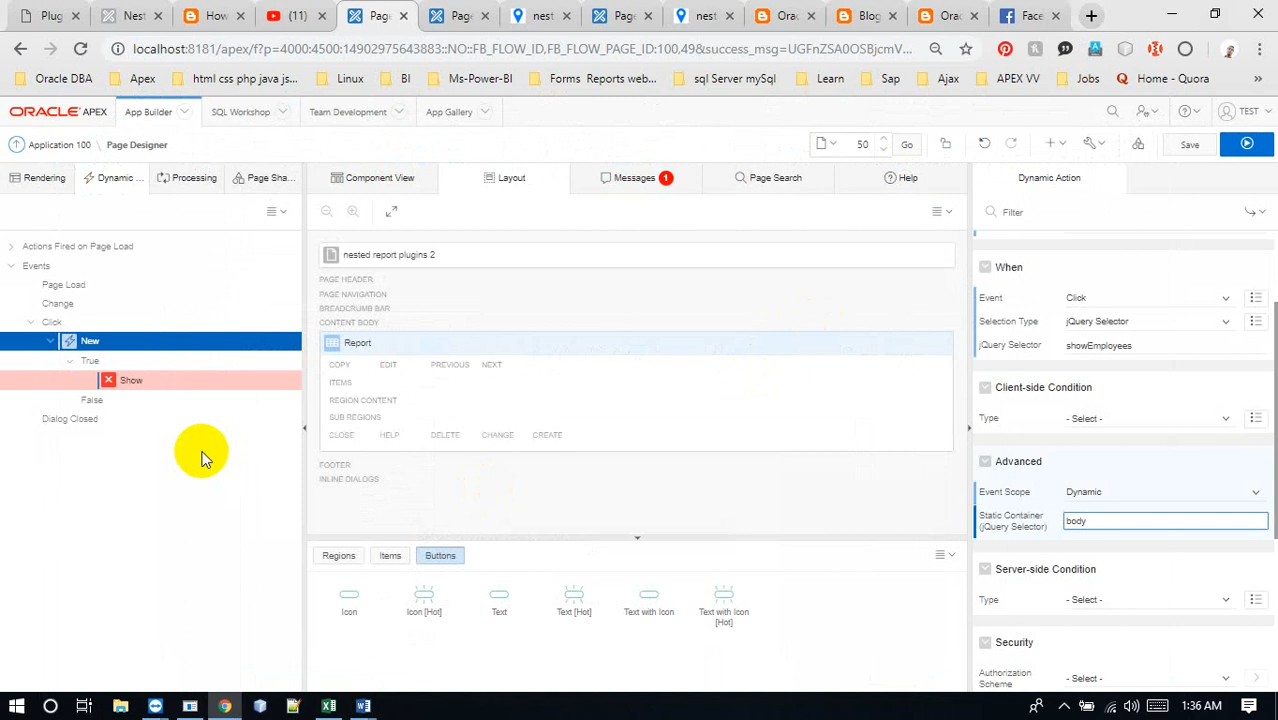 Plug
Nest
How
(11)
Page
Page
nest
Page
nest
Orac
Blog
Orac
Face
localhost:8181/apex/f?p=4000:4500:14902975643883::NO::FB_FLOW_ID,FB_FLOW_PAGE_ID:100,49&success_msg=UGFnZSA0OSBjcmV...
Oracle DBA
Apex
html css php java js...
Linux
BI
Ms-Power-BI
Forms Reports web...
sql Server mySql
Learn
Sap
Ajax
APEX VV
Jobs
Home - Quora
ORACLE APEX
App Builder
SQL Workshop
Team Development
App Gallery
TEST
Application 100 \ Page Designer
50
Go
Save
Rendering
Dynamic ...
Processing
Page Sha...
Component View
Layout
Messages 1
Page Search
Help
Dynamic Action
Filter
Actions Fired on Page Load
Events
Page Load
Change
Click
New
True
Show
False
Dialog Closed
nested report plugins 2
PAGE HEADER
PAGE NAVIGATION
BREADCRUMB BAR
CONTENT BODY
Report
COPY EDIT PREVIOUS NEXT
ITEMS
REGION CONTENT
SUB REGIONS
CLOSE HELP DELETE CHANGE CREATE
FOOTER
INLINE DIALOGS
Regions
Items
Buttons
Icon
Icon [Hot]
Text
Text [Hot]
Text with Icon
Text with Icon
[Hot]
When
Event Click
Selection Type jQuery Selector
jQuery Selector showEmployees
Client-side Condition
Type - Select -
Advanced
Event Scope Dynamic
Static Container
(jQuery Selector) body
Server-side Condition
Type - Select -
Security
Authorization
Scheme - Select -
1:36 AM